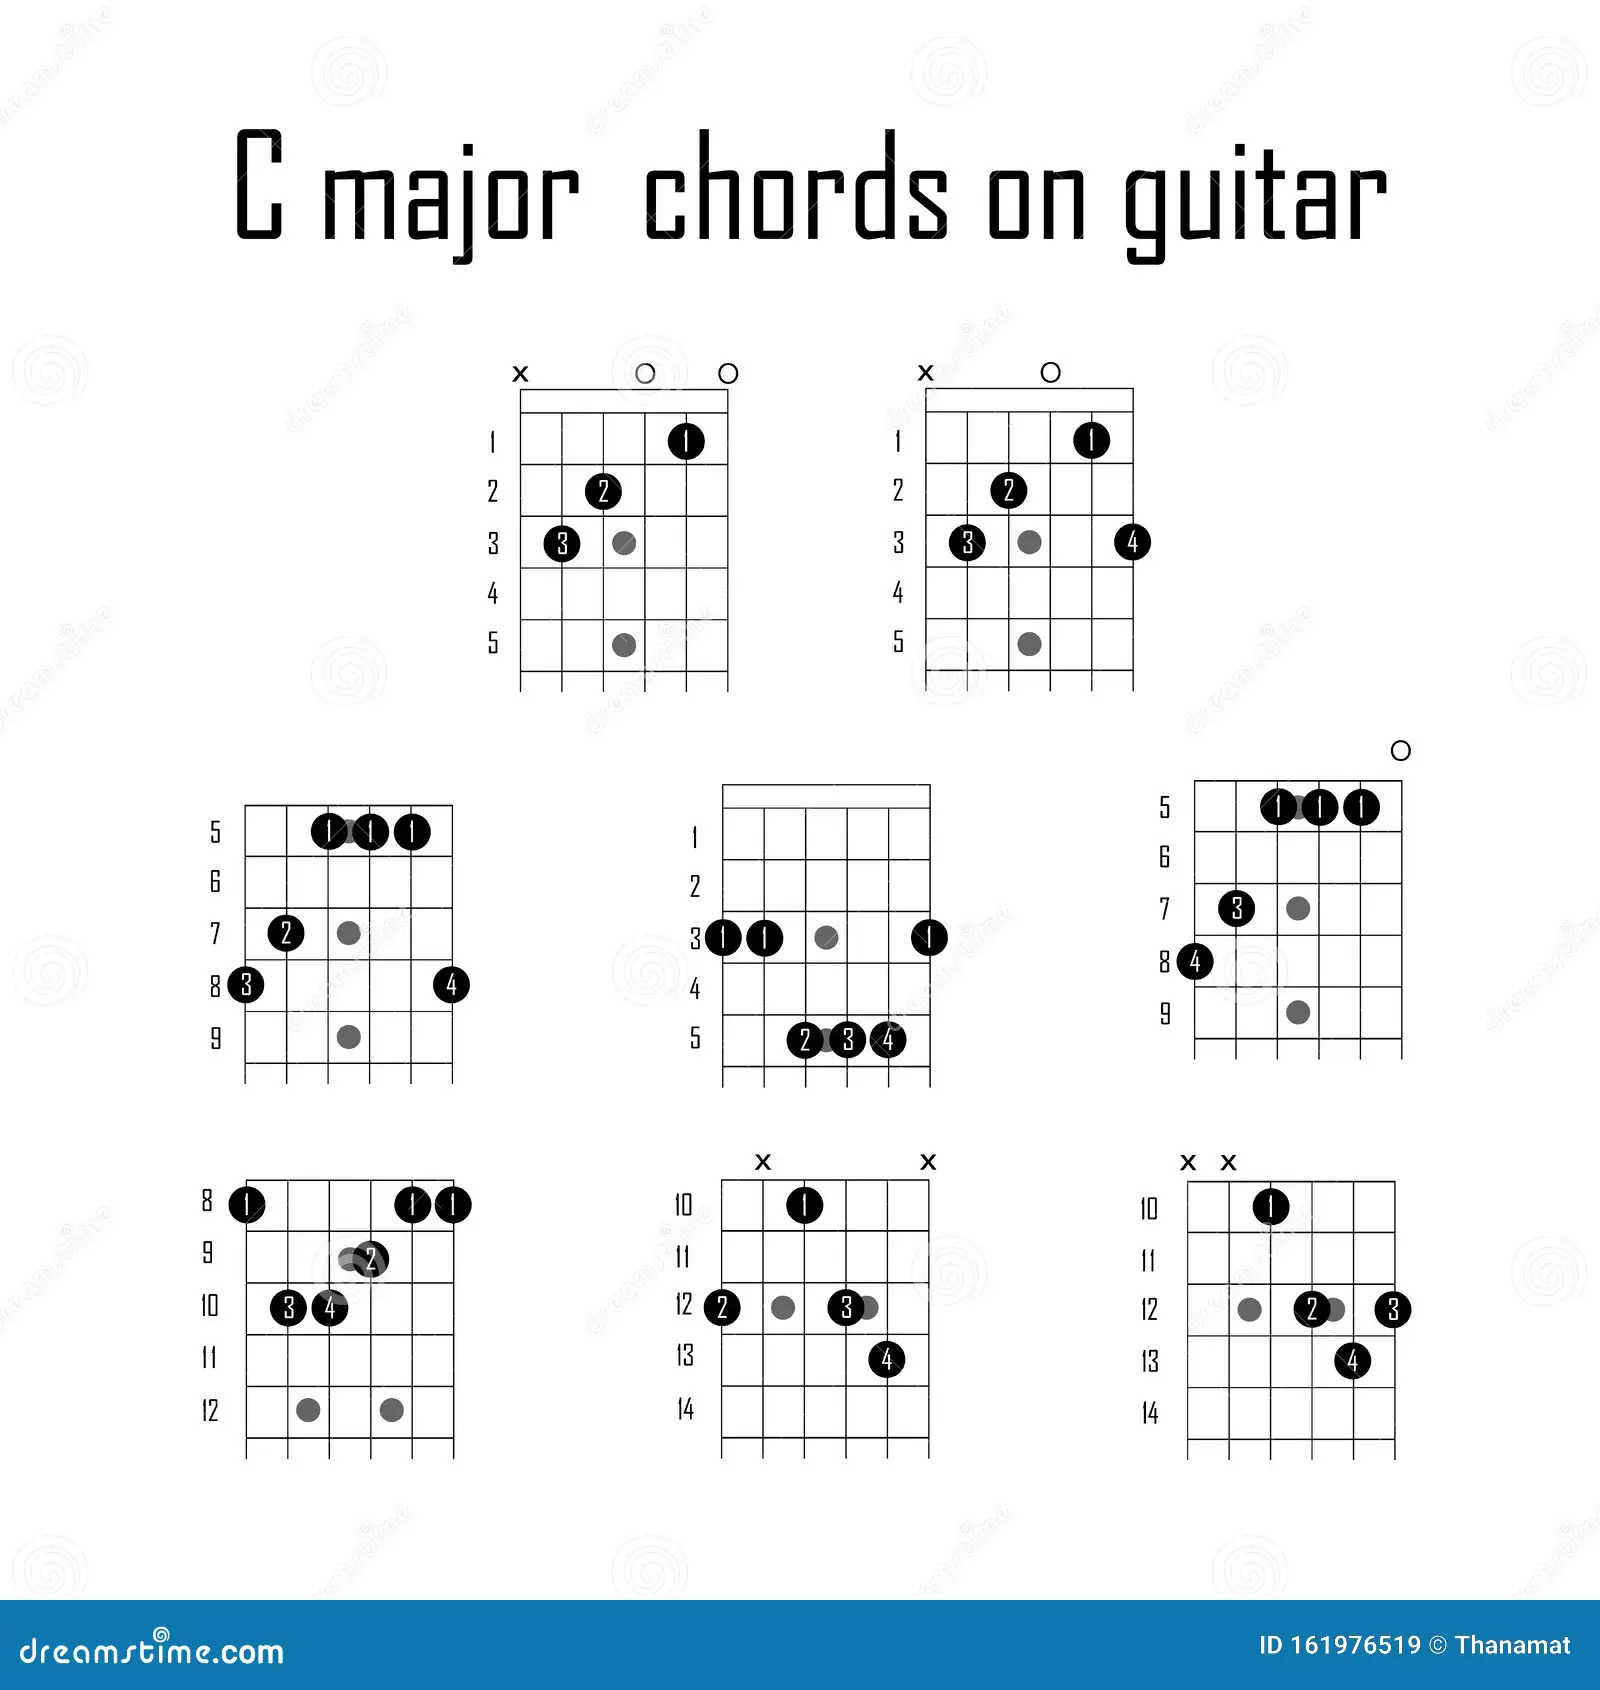 C major chords on guitar
x O O
x O
1 1
2 2
3 3
1 1
2 2
3 3 4
4 4
5 5
O
5 1 1 1
6
7 2
8 3 4
9
1
2
3 1 1 1
4
5 2 3 4
5 1 1 1
6
7 3
8 4
9
x x
x x
8 1 1 1
9 2
10 3 4
11
12
10 1
11
12 2 3
13 4
14
10 1
11
12 2 3
13 4
14
dreamstime.com
ID 161976519 © Thanamat